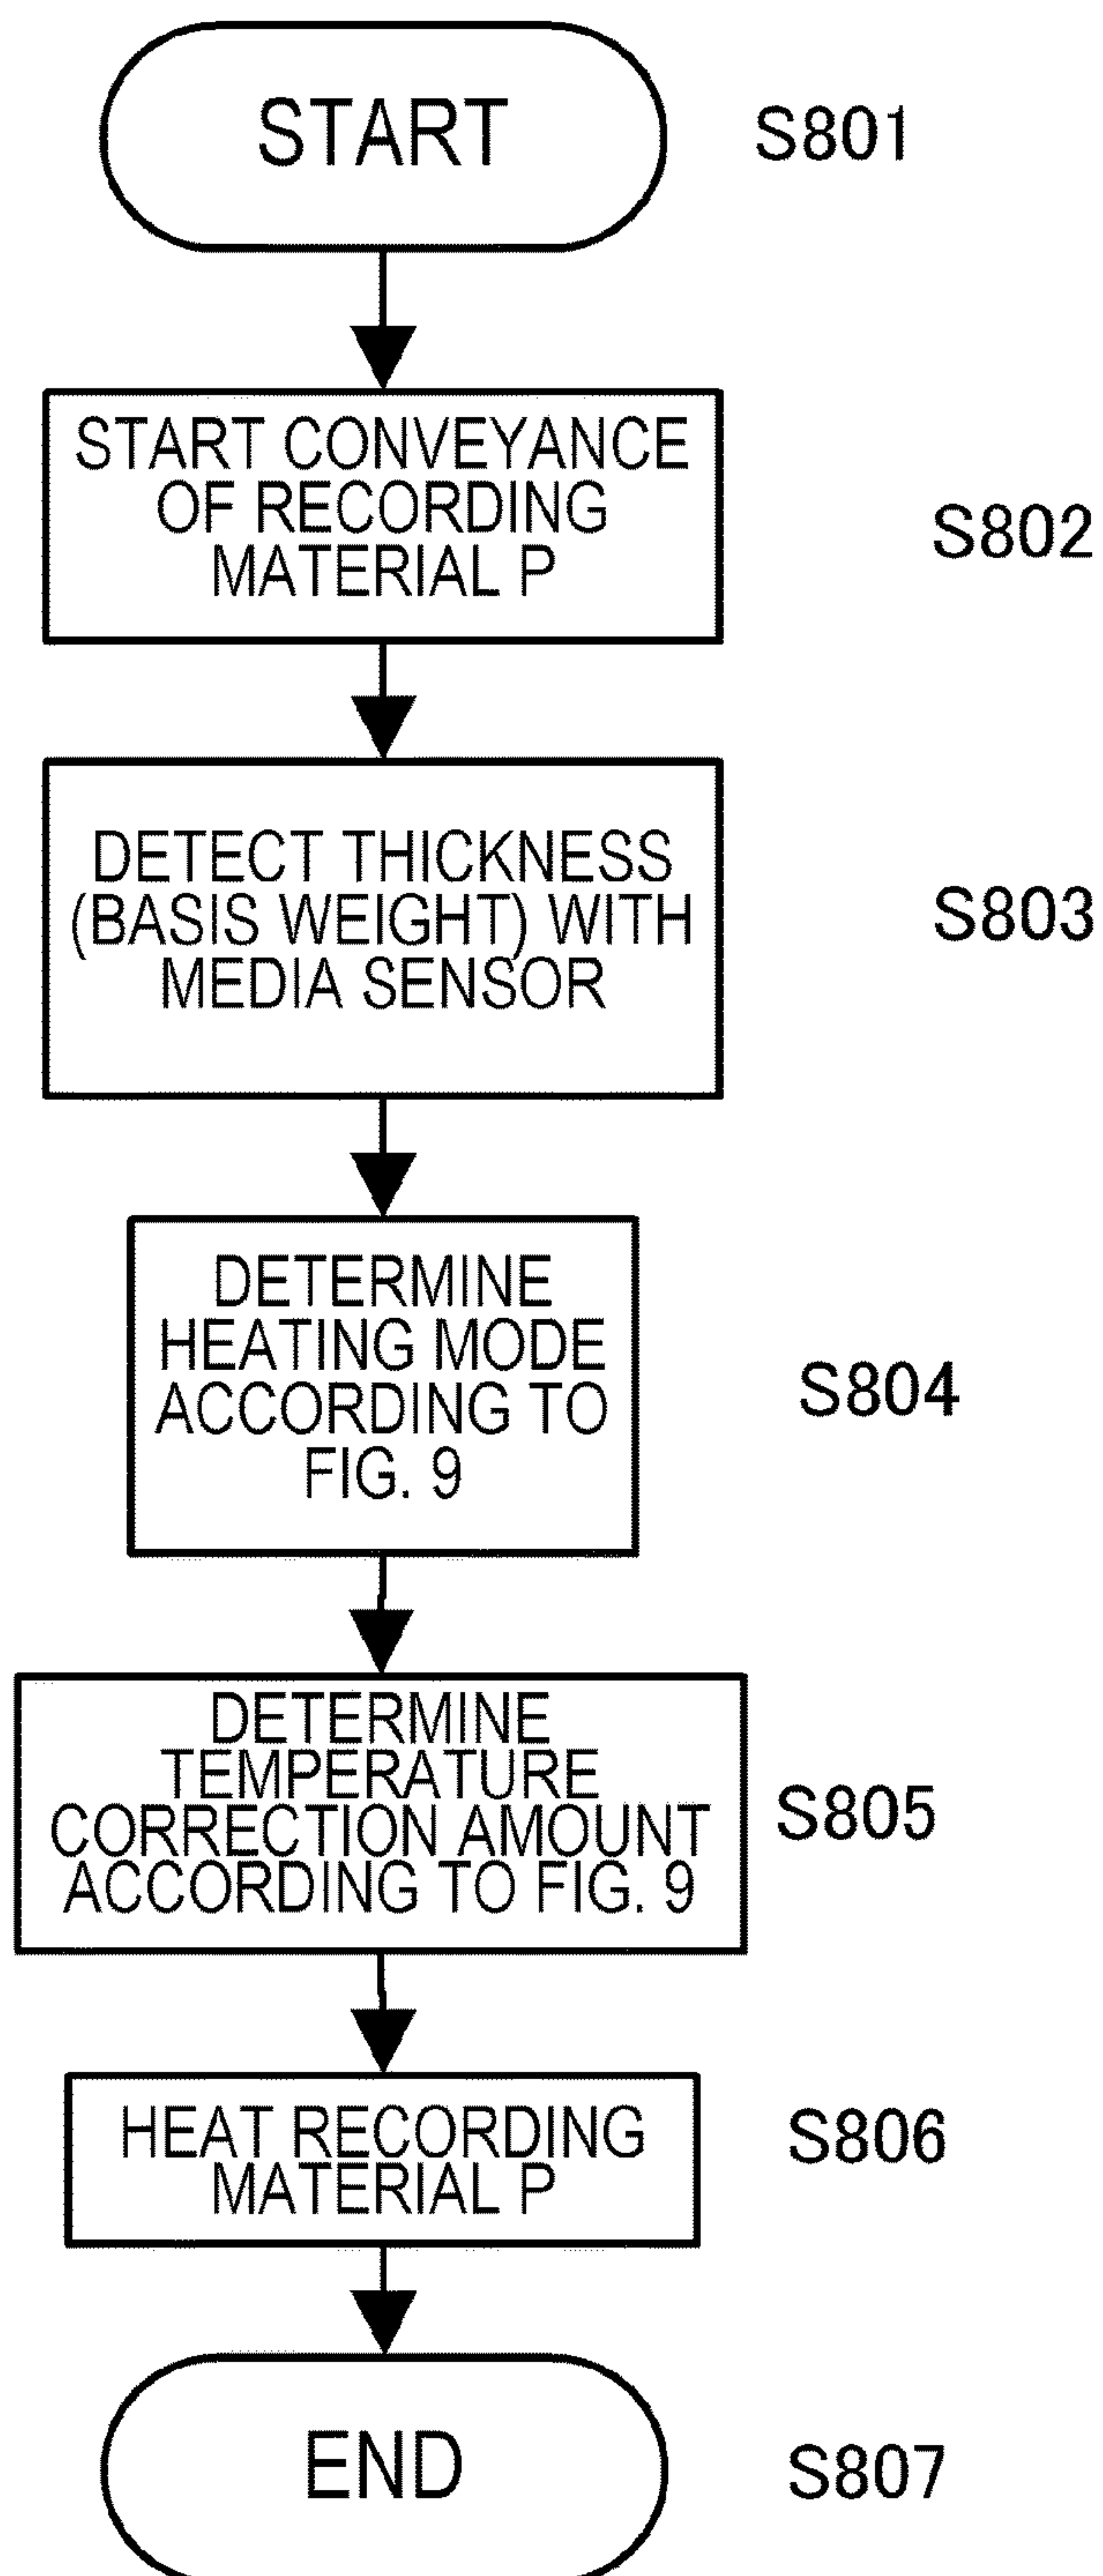 START
S801
START CONVEYANCE
OF RECORDING
MATERIAL P
S802
DETECT THICKNESS
(BASIS WEIGHT) WITH
MEDIA SENSOR
S803
DETERMINE
HEATING MODE
ACCORDING TO
FIG. 9
S804
DETERMINE
TEMPERATURE
CORRECTION AMOUNT
ACCORDING TO FIG. 9
S805
HEAT RECORDING
MATERIAL P
S806
END
S807